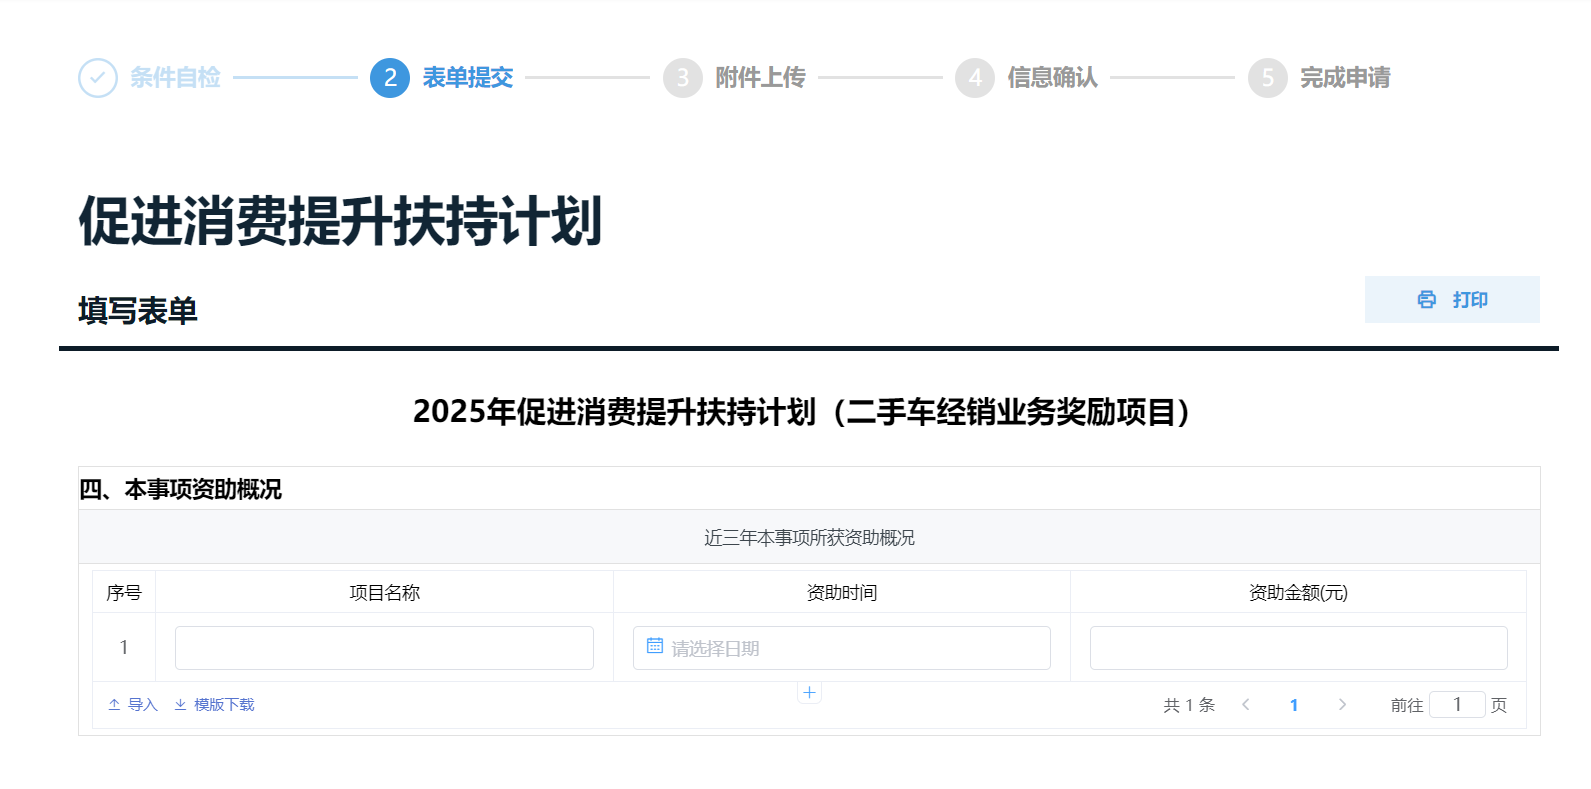 条件自检 2 表单提交 3 附件上传 4 信息确认 5 完成申请
促进消费提升扶持计划
填写表单 打印
2025年促进消费提升扶持计划（二手车经销业务奖励项目）
四、本事项资助概况
近三年本事项所获资助概况
序号 项目名称 资助时间 资助金额(元)
1 请选择日期
导入 模版下载 共 1 条 1 前往 1 页